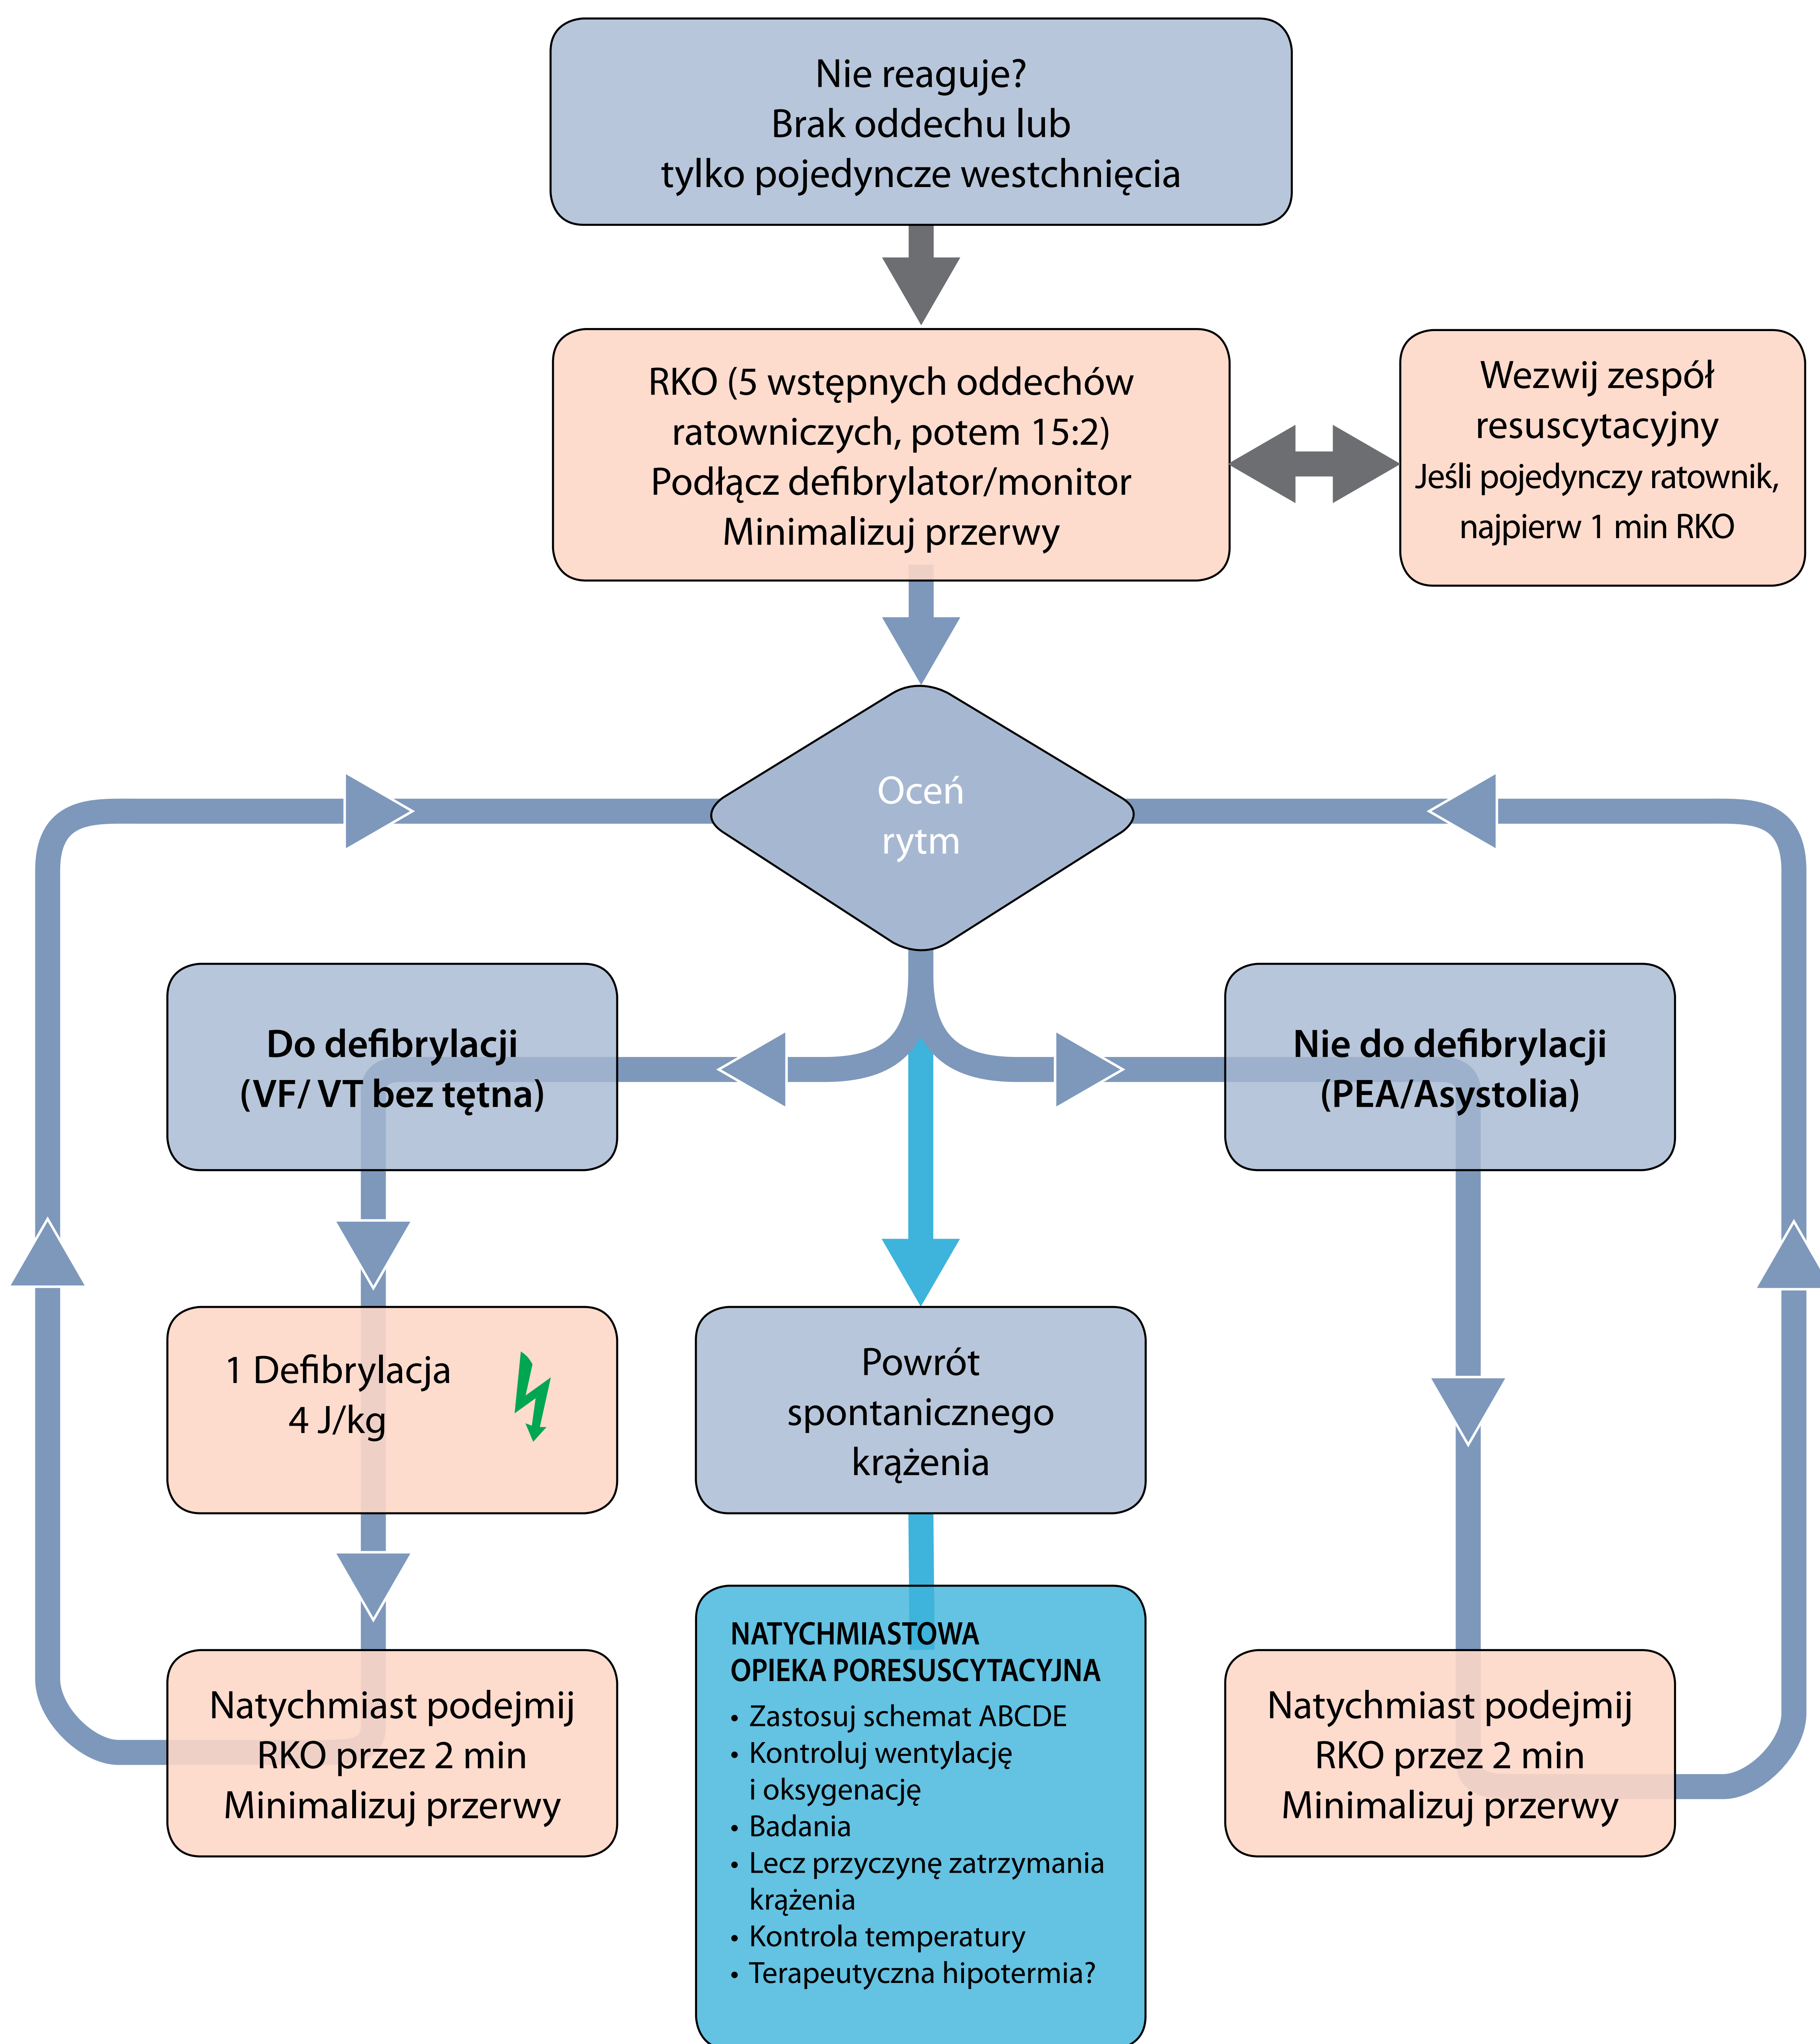 Nie reaguje?
Brak oddechu lub
tylko pojedyncze westchnięcia
RKO (5 wstępnych oddechów
ratowniczych, potem 15:2)
Podłącz defibrylator/monitor
Minimalizuj przerwy
Wezwij zespół
resuscytacyjny
Jeśli pojedynczy ratownik,
najpierw 1 min RKO
Oceń
rytm
Do defibrylacji
(VF/ VT bez tętna)
Nie do defibrylacji
(PEA/Asystolia)
1 Defibrylacja
4 J/kg
Powrót
spontanicznego
krążenia
Natychmiast podejmij
RKO przez 2 min
Minimalizuj przerwy
NATYCHMIASTOWA
OPIEKA PORESUSCYTACYJNA
• Zastosuj schemat ABCDE
• Kontroluj wentylację
i oksygenację
• Badania
• Lecz przyczynę zatrzymania
krążenia
• Kontrola temperatury
• Terapeutyczna hipotermia?
Natychmiast podejmij
RKO przez 2 min
Minimalizuj przerwy